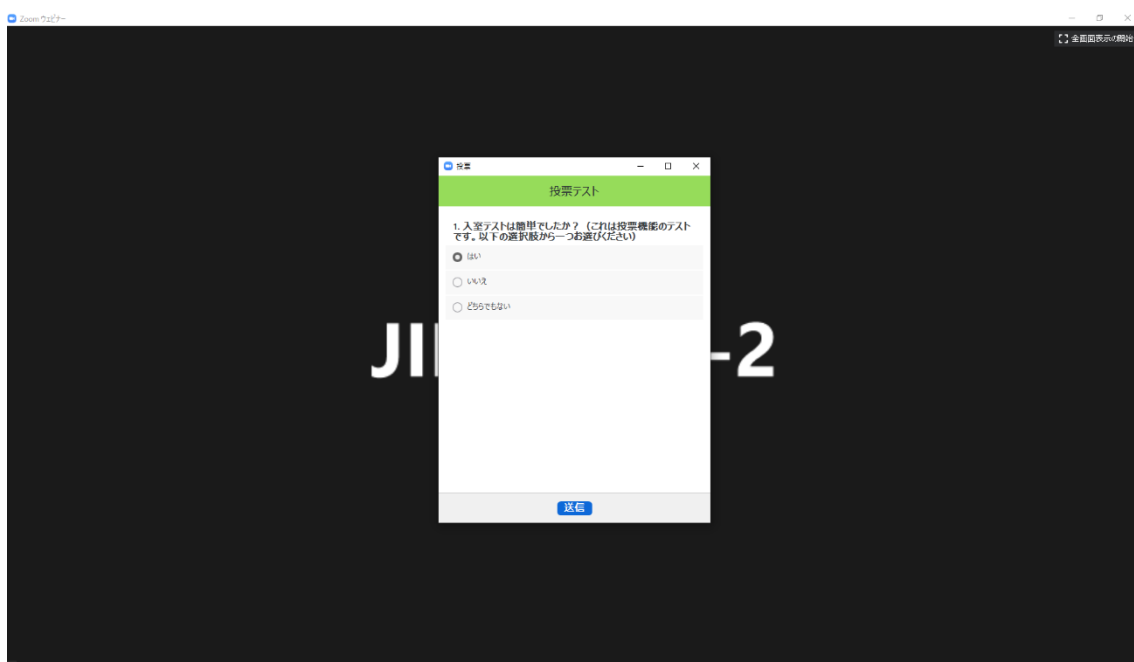 Zoom ウェビナー
全画面表示の開始
投票
投票テスト
1. 入室テストは簡単でしたか？（これは投票機能のテスト
です。以下の選択肢から一つお選びください）
はい
いいえ
どちらでもない
JI
-2
送信